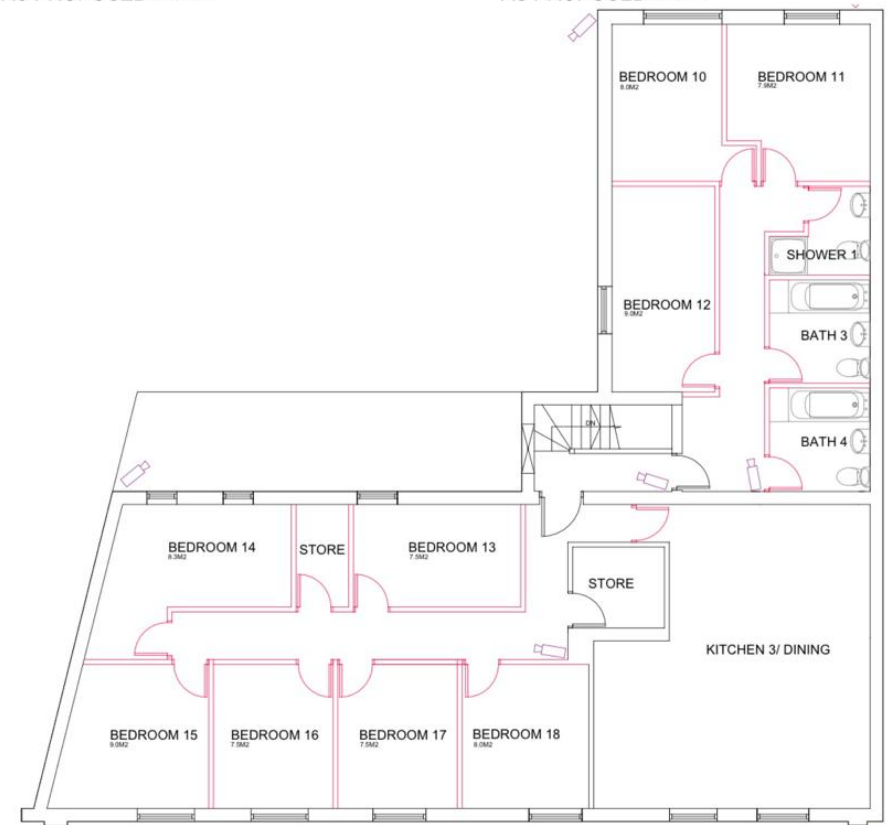 BEDROOM 10
8.0M2
BEDROOM 11
7.9M2
SHOWER 1
BEDROOM 12
9.0M2
BATH 3
DN
BATH 4
BEDROOM 14
8.3M2
STORE
BEDROOM 13
7.5M2
STORE
KITCHEN 3/ DINING
BEDROOM 15
9.0M2
BEDROOM 16
7.5M2
BEDROOM 17
7.5M2
BEDROOM 18
8.0M2